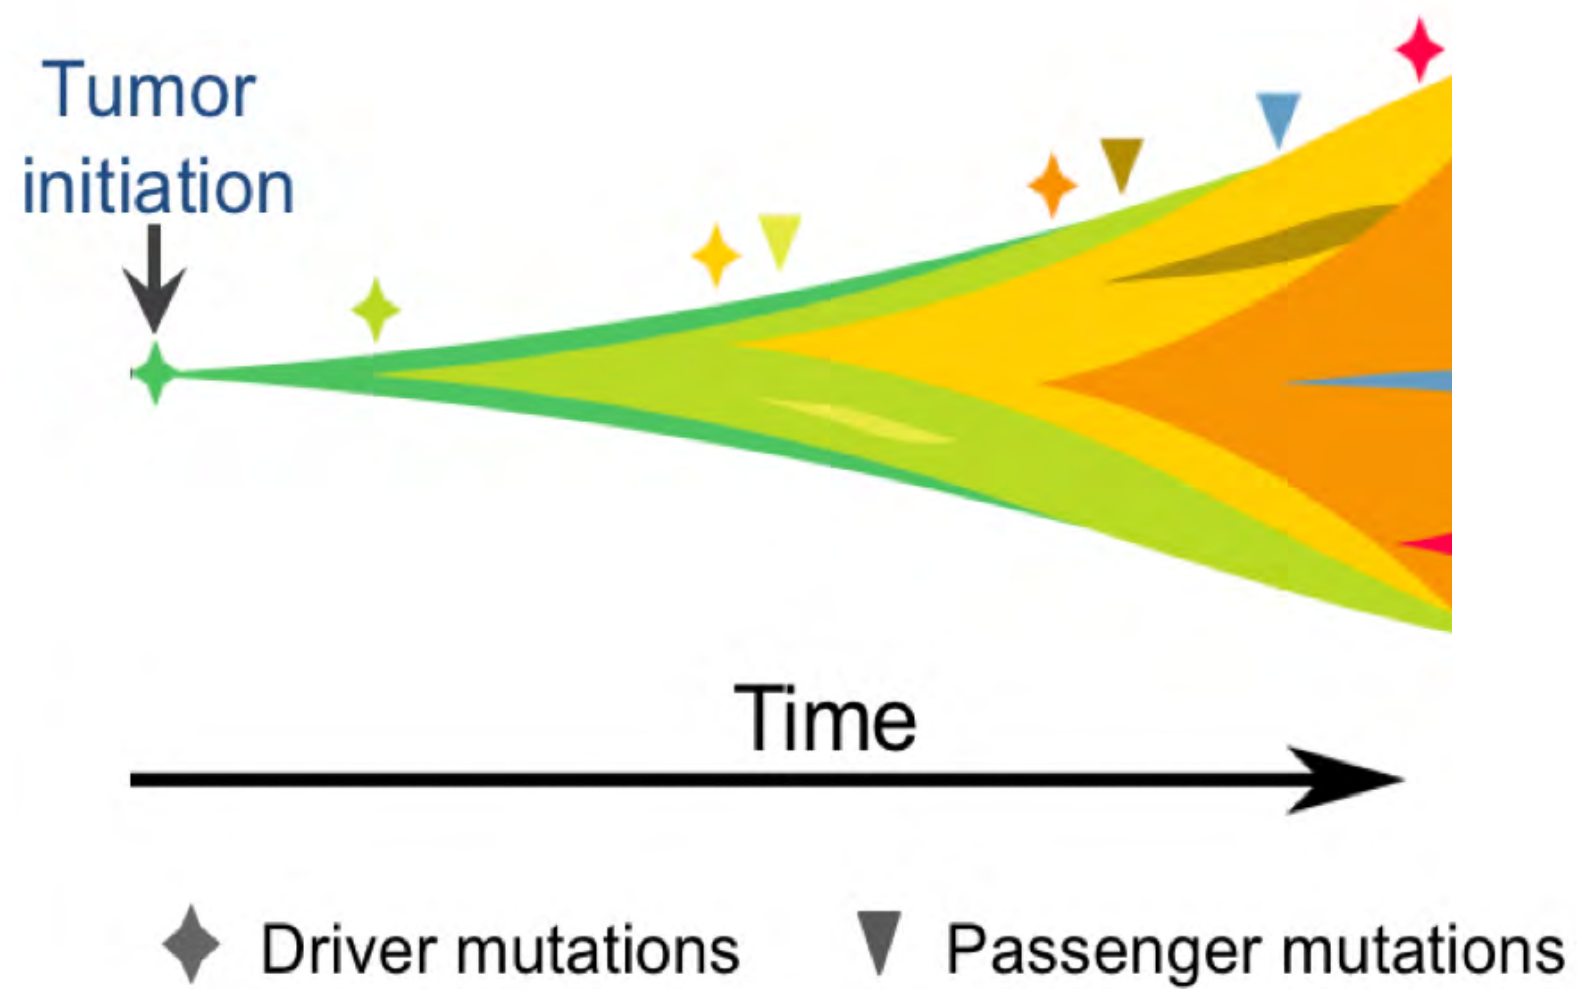 Tumor
initiation
Time
Driver mutations
Passenger mutations